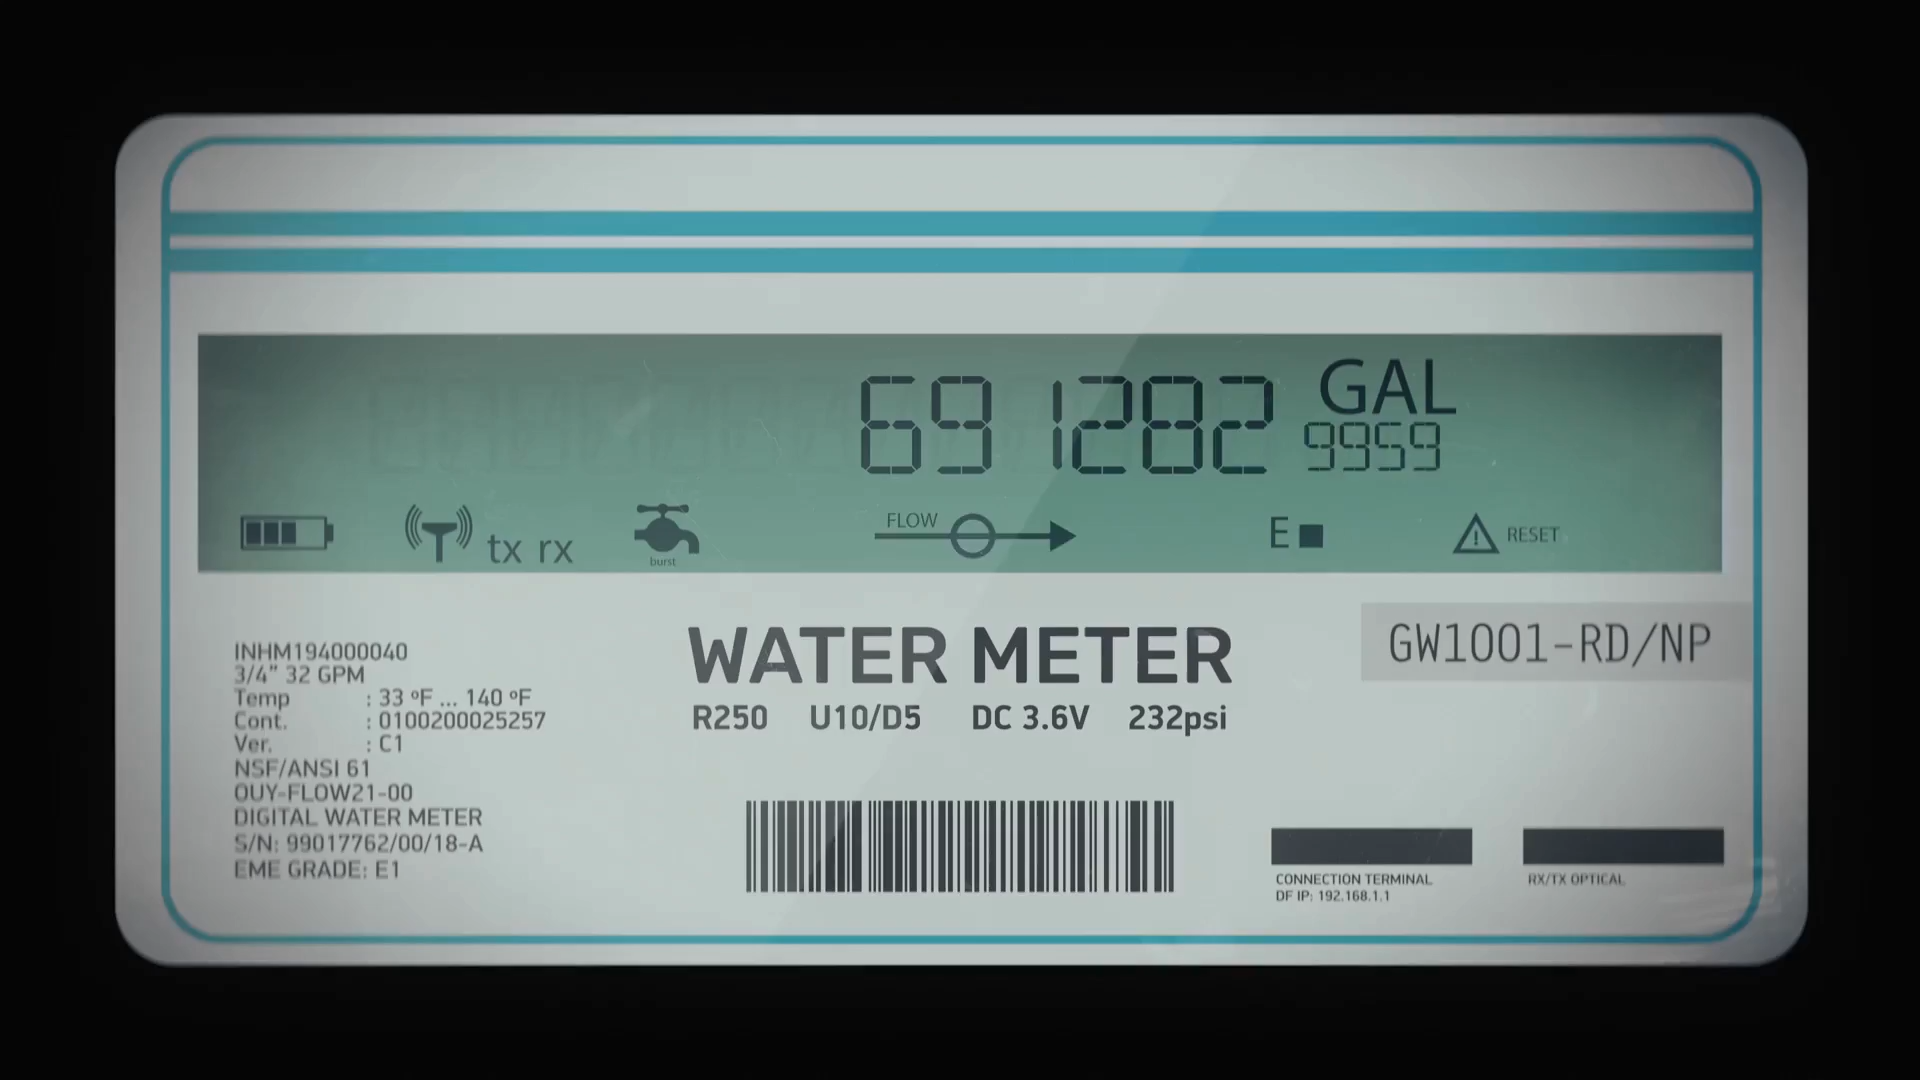 691282 GAL
9959
tx rx
burst
FLOW
E
RESET
INHM194000040
3/4" 32 GPM
Temp : 33 ºF ... 140 ºF
Cont. : 0100200025257
Ver. : C1
NSF/ANSI 61
OUY-FLOW21-00
DIGITAL WATER METER
S/N: 99017762/00/18-A
EME GRADE: E1
WATER METER
R250 U10/D5 DC 3.6V 232psi
GW1001-RD/NP
CONNECTION TERMINAL
DF IP: 192.168.1.1
RX/TX OPTICAL